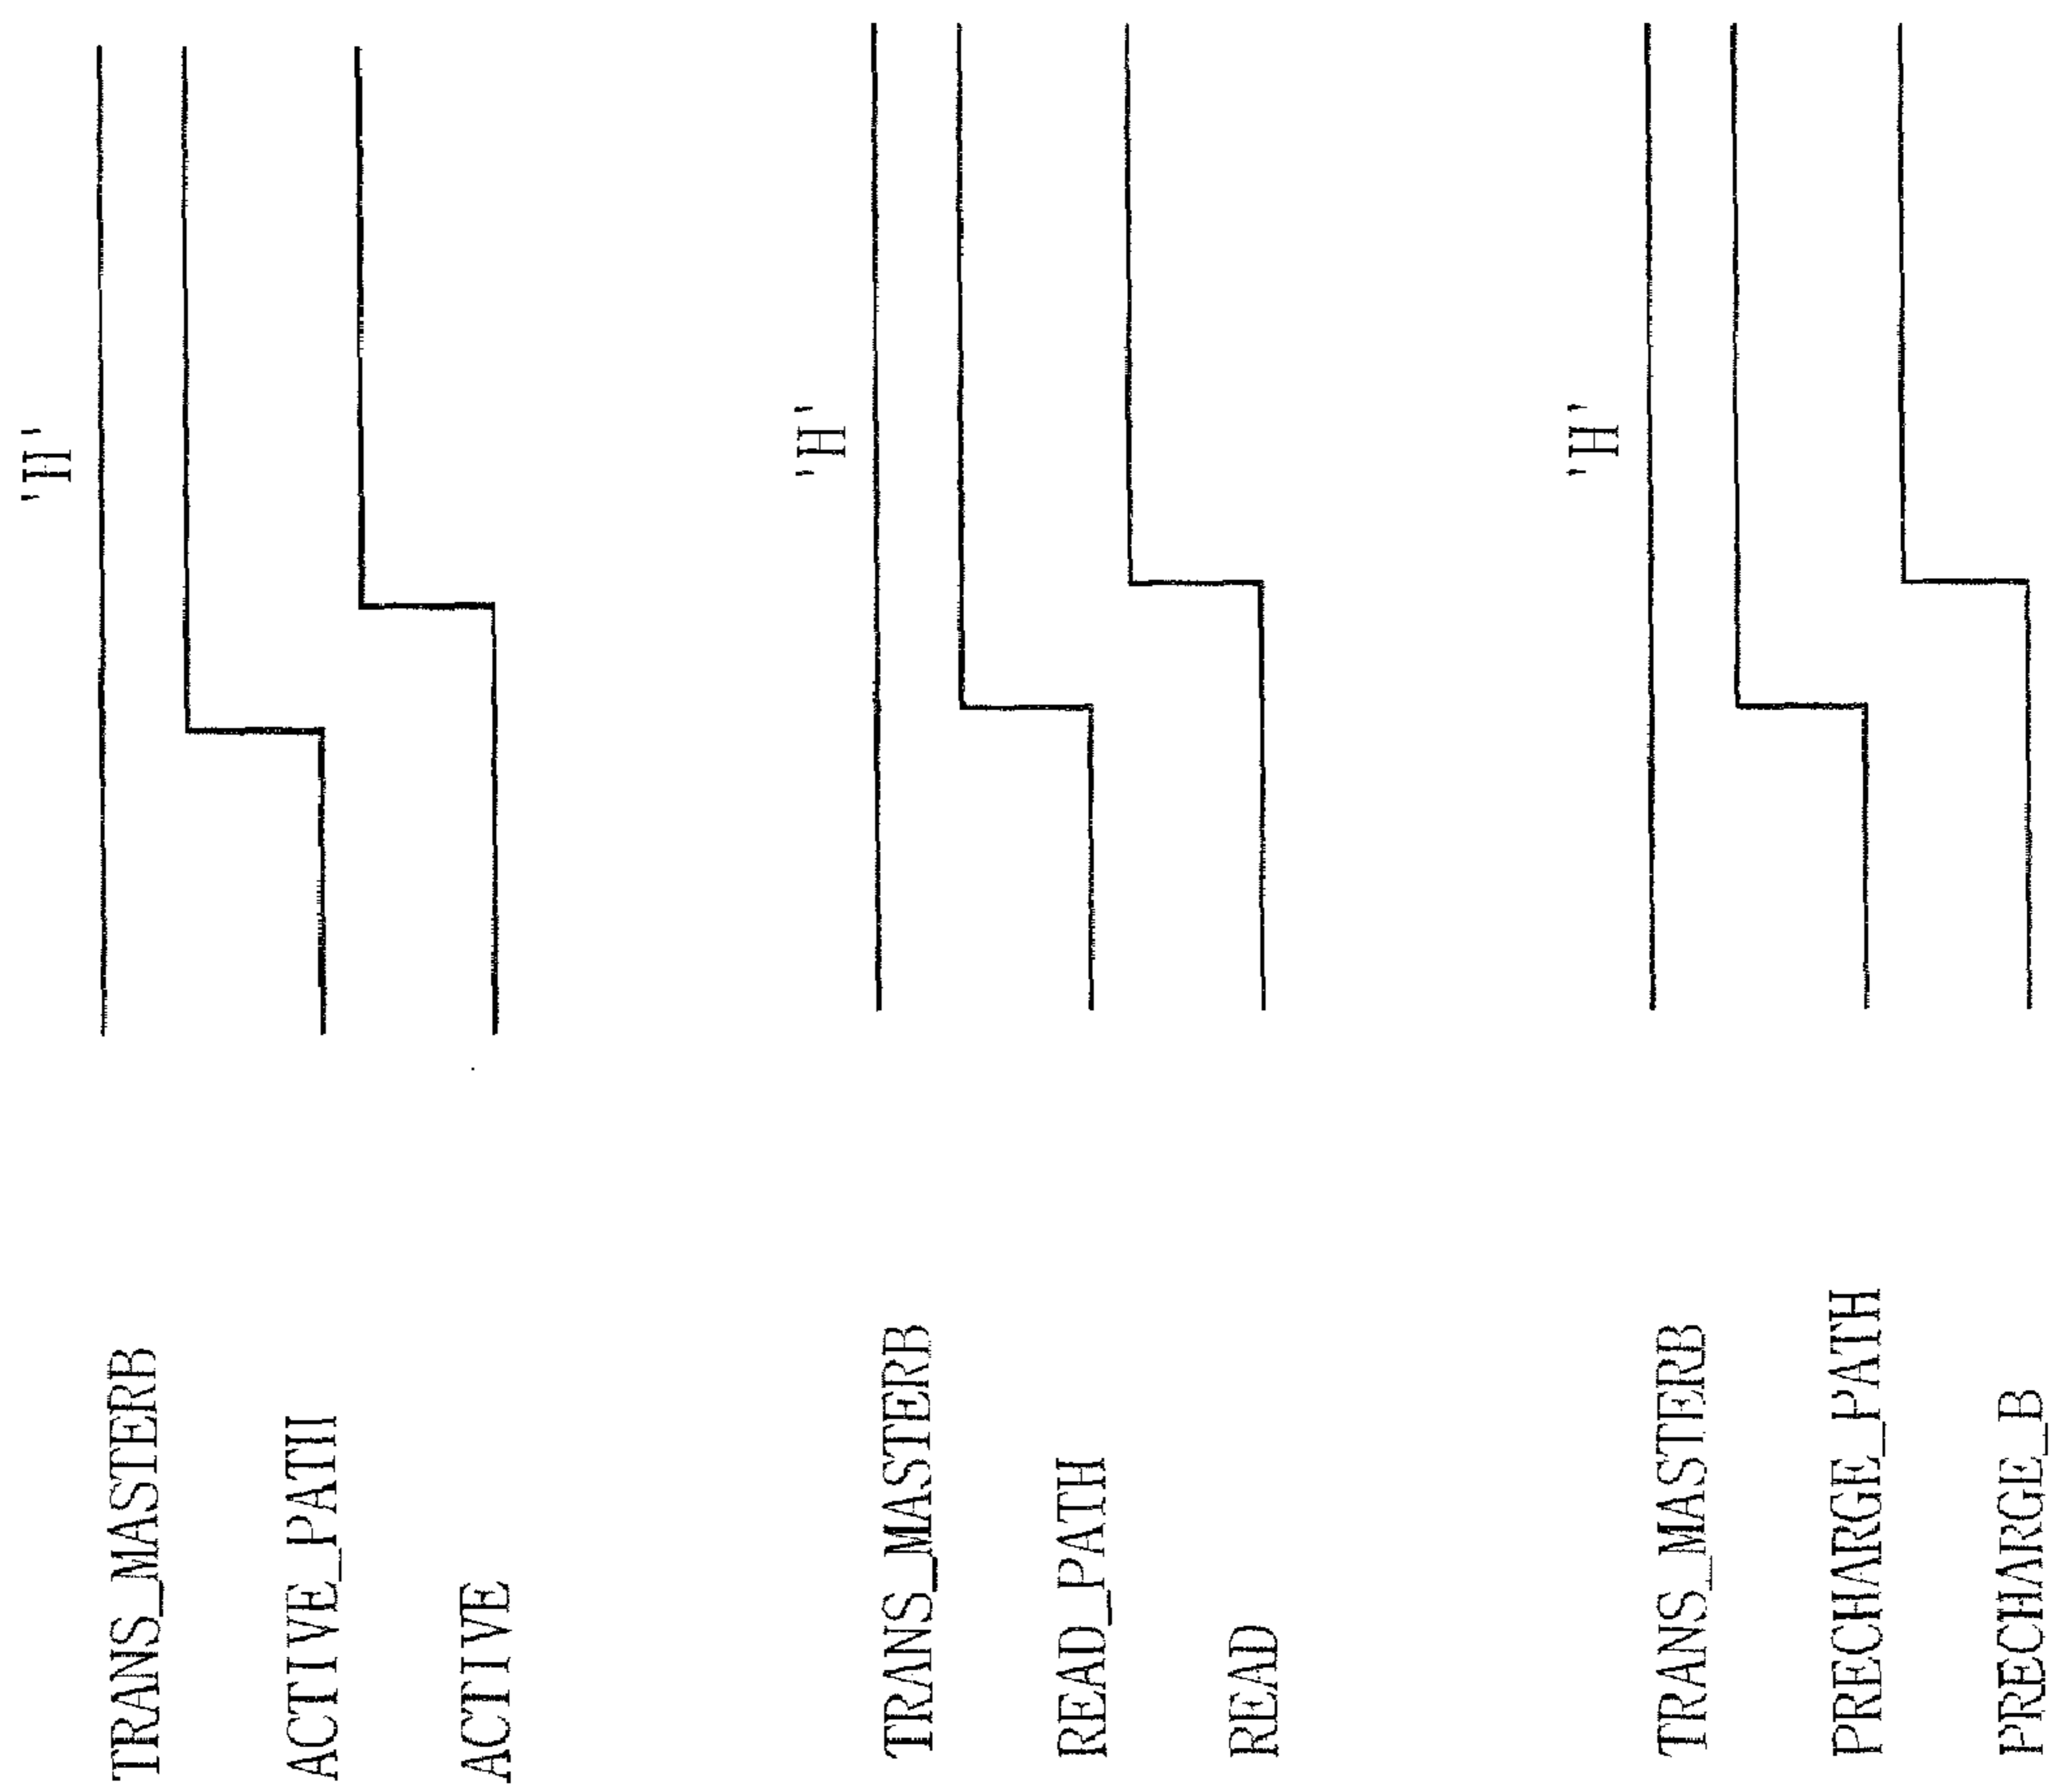 'H'
TRANS_MASTERB
ACTIVE_PATH
ACTIVE
'H'
TRANS_MASTERB
READ_PATH
READ
'H'
TRANS_MASTERB
PRECHARGE_PATH
PRECHARGE_B